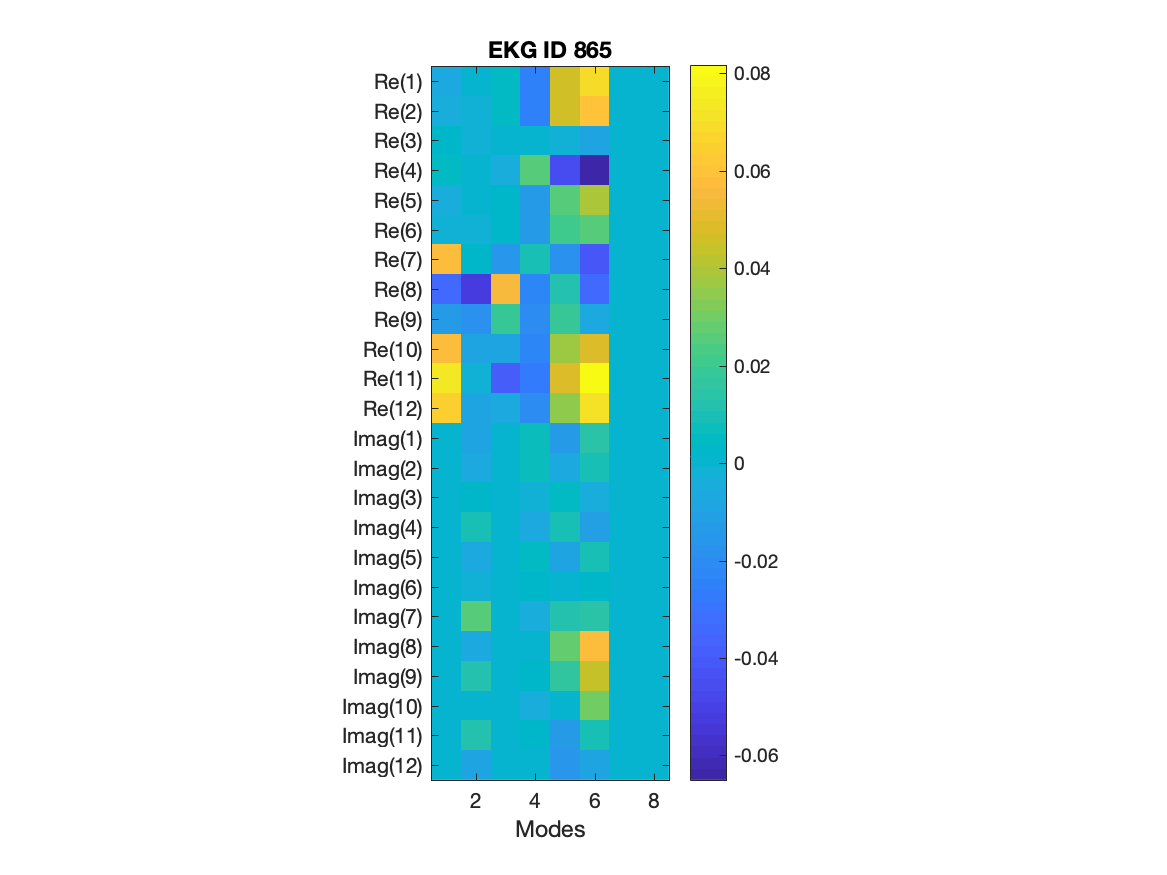 EKG ID 865
Re(1)
Re(2)
Re(3)
Re(4)
Re(5)
Re(6)
Re(7)
Re(8)
Re(9)
Re(10)
Re(11)
Re(12)
Imag(1)
Imag(2)
Imag(3)
Imag(4)
Imag(5)
Imag(6)
Imag(7)
Imag(8)
Imag(9)
Imag(10)
Imag(11)
Imag(12)
2 4 6 8
Modes
0.08
0.06
0.04
0.02
0
-0.02
-0.04
-0.06